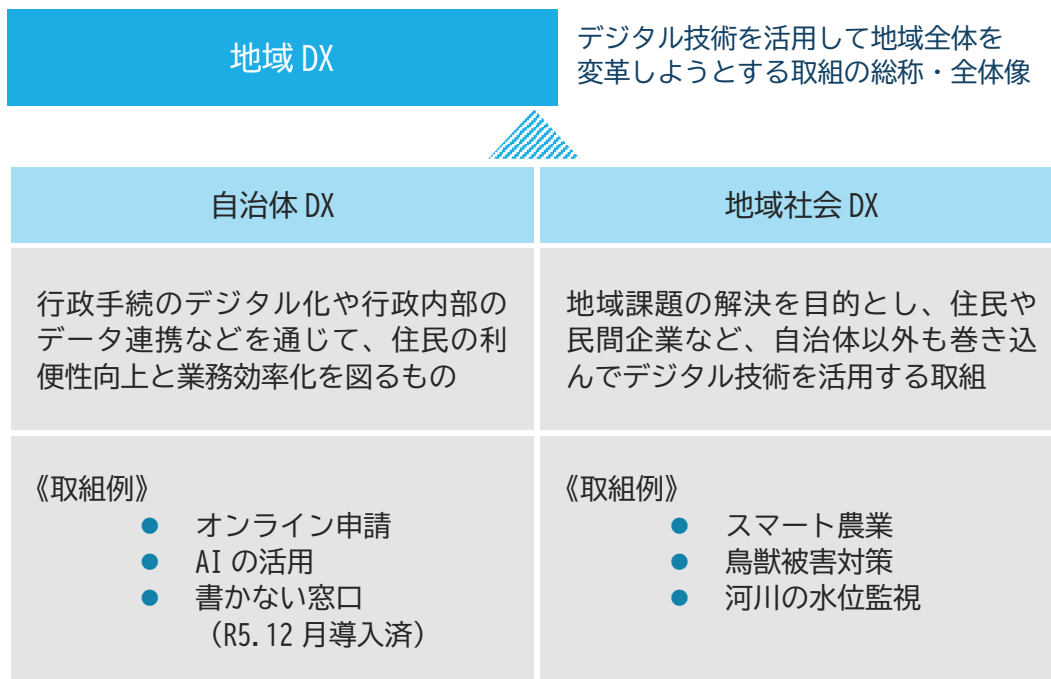 地域 DX
デジタル技術を活用して地域全体を
変革しようとする取組の総称・全体像
自治体 DX
地域社会 DX
行政手続のデジタル化や行政内部の
データ連携などを通じて、住民の利
便性向上と業務効率化を図るもの
地域課題の解決を目的とし、住民や
民間企業など、自治体以外も巻き込
んでデジタル技術を活用する取組
《取組例》
● オンライン申請
● AI の活用
● 書かない窓口
（R5.12 月導入済）
《取組例》
● スマート農業
● 鳥獣被害対策
● 河川の水位監視